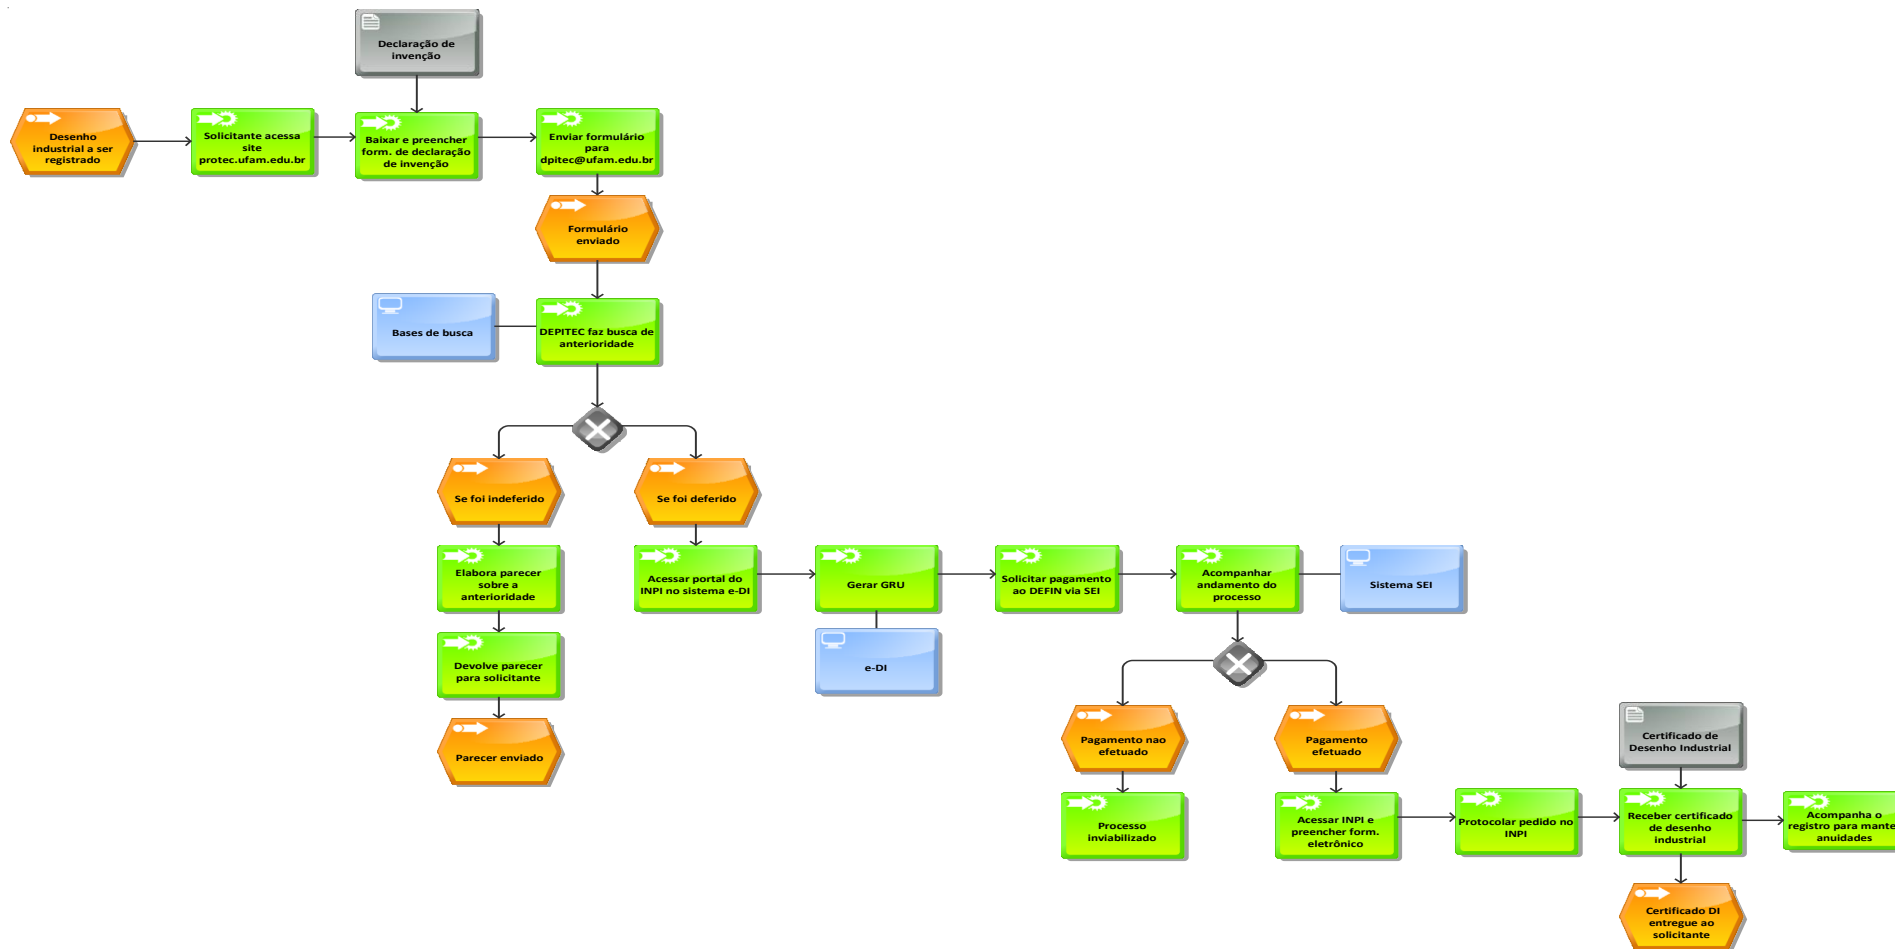 Declaração de
invenção
Desenho
industrial a ser
registrado
Solicitante acessa
site
protec.ufam.edu.br
Baixar e preencher
form. de declaração
de invenção
Enviar formulário
para
dpitec@ufam.edu.br
Formulário
enviado
Bases de busca
DEPITEC faz busca de
anterioridade
Se foi indeferido
Se foi deferido
Elabora parecer
sobre a
anterioridade
Acessar portal do
INPI no sistema e-DI
Gerar GRU
Solicitar pagamento
ao DEFIN via SEI
Acompanhar
andamento do
processo
Sistema SEI
Devolve parecer
para solicitante
e-DI
Parecer enviado
Pagamento nao
efetuado
Pagamento
efetuado
Certificado de
Desenho Industrial
Processo
inviabilizado
Acessar INPI e
preencher form.
eletrônico
Protocolar pedido no
INPI
Receber certificado
de desenho
industrial
Acompanha o
registro para mante
anuidades
Certificado DI
entregue ao
solicitante